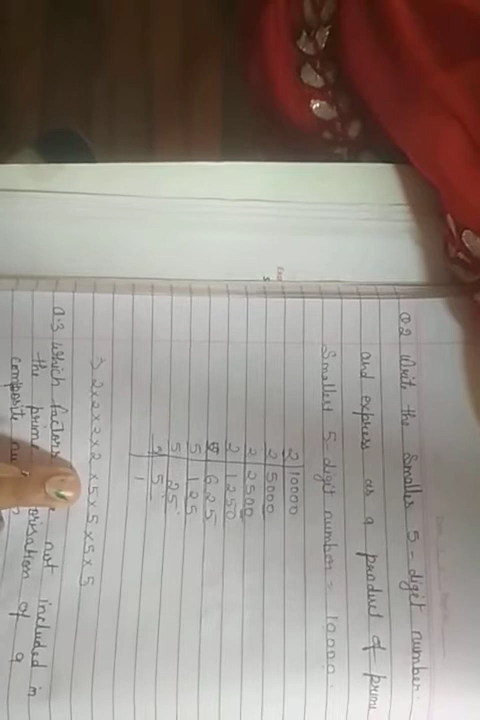 Q.2 Write the Smalles 5-digit number.
and express as a product of prime
Smallest 5-digit number = 10000.
2 10000
2 5000
2 2500
2 1250
5 625
5 125
5 25
5 5
1
2×2×2×2×5×5×5×5
Q.3 Which factors not included in
the prime of a
composite